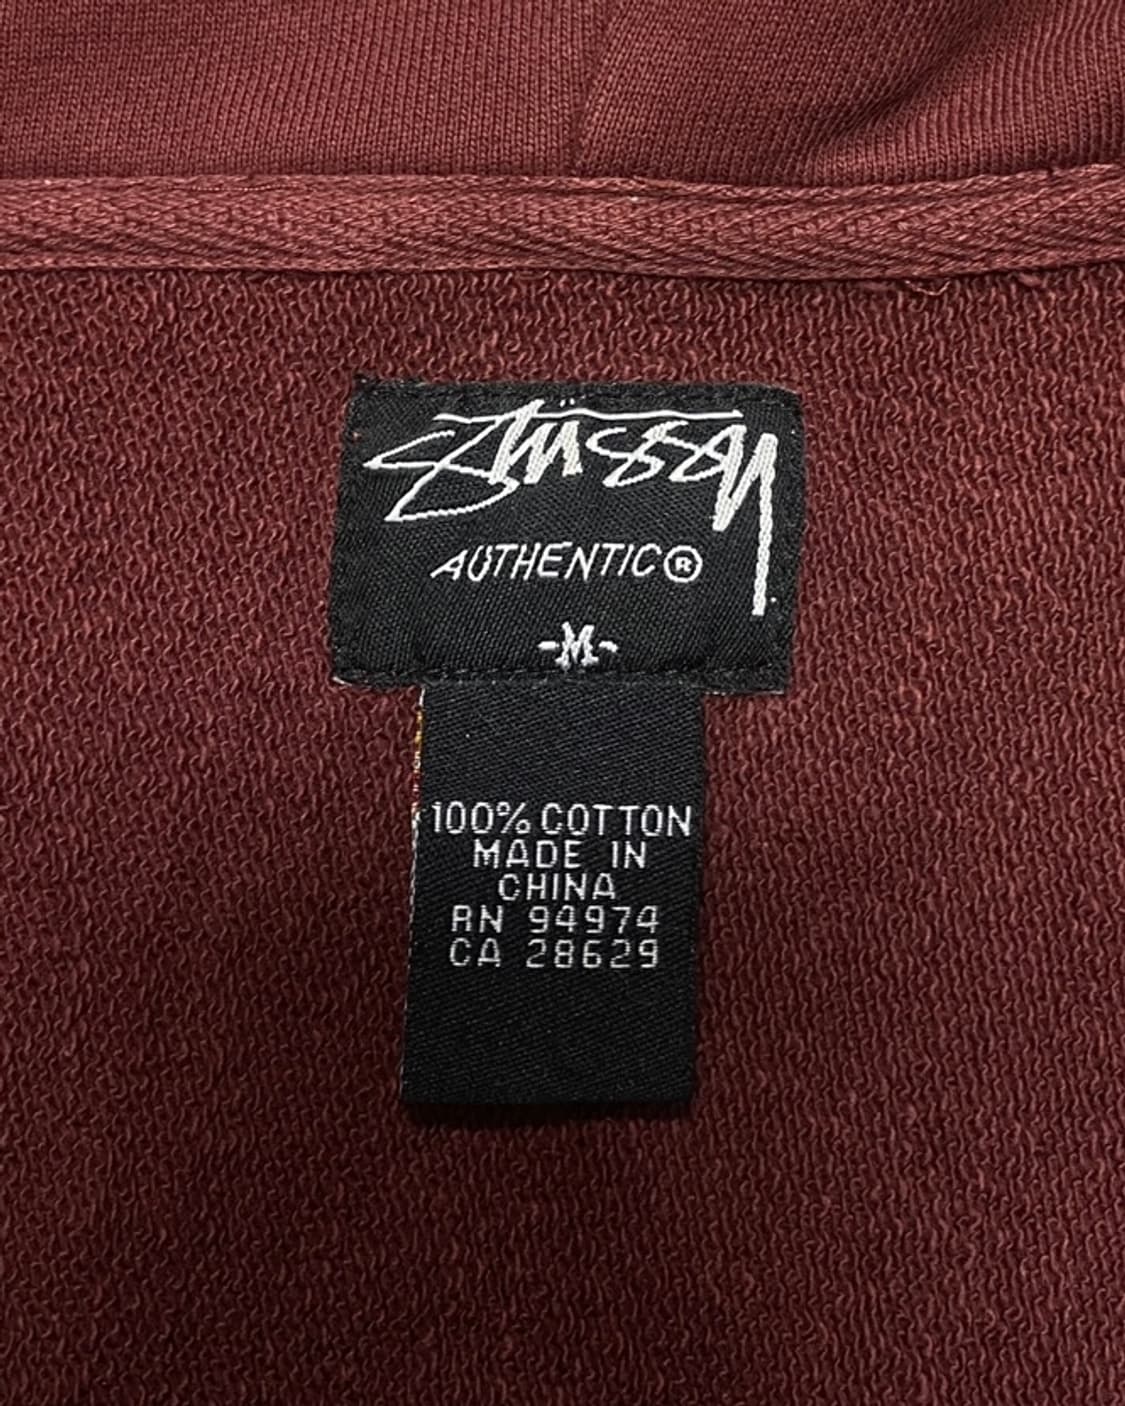 Stüssy
AUTHENTIC®
-M-
100% COTTON
MADE IN
CHINA
RN 94974
CA 28629